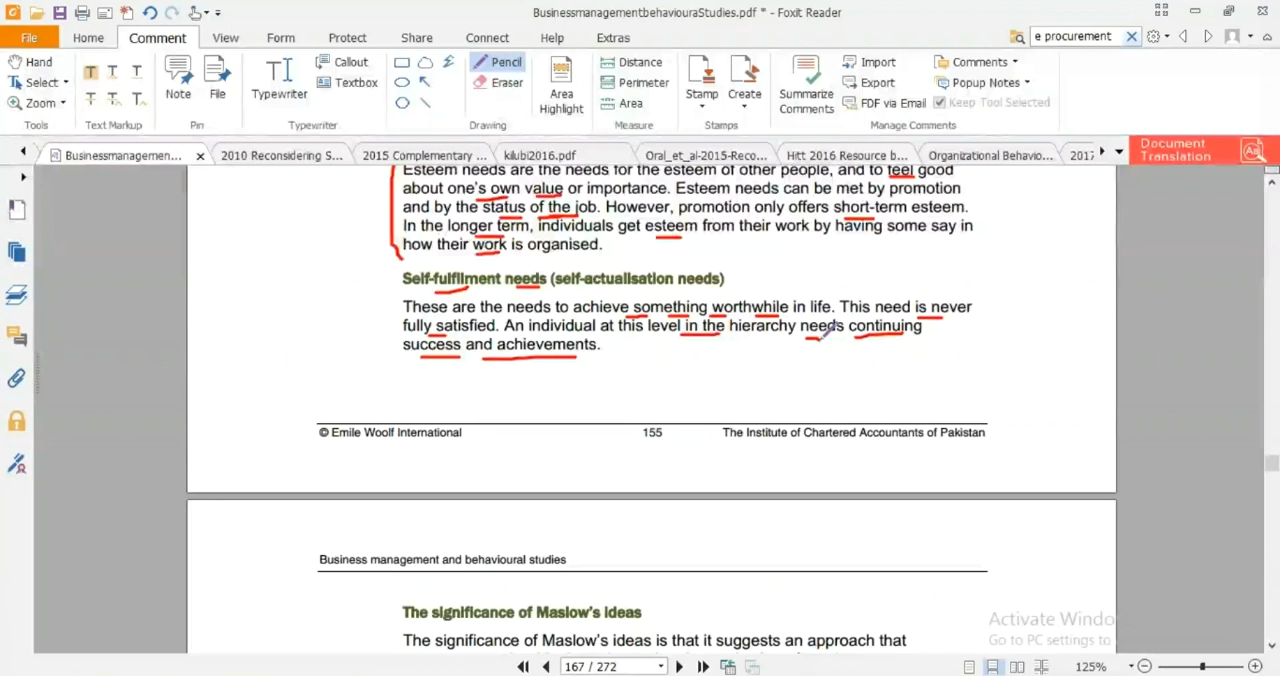 BusinessmanagementbehaviouraStudies.pdf * - Foxit Reader
File Home Comment View Form Protect Share Connect Help Extras e procurement
Hand
Select
Zoom
Tools
Text Markup
Note File
Pin
Typewriter
Callout
Textbox
Typewriter
Pencil
Eraser
Drawing
Area
Highlight
Distance
Perimeter
Area
Measure
Stamp Create
Stamps
Summarize
Comments
Import
Export
FDF via Email
Comments
Popup Notes
Keep Tool Selected
Manage Comments
Businessmanagemen... 2010 Reconsidering S... 2015 Complementary ... kilubi2016.pdf Oral_et_al-2015-Reco... Hitt 2016 Resource b... Organizational Behavio... 2017
Document
Translation
Esteem needs are the needs for the esteem of other people, and to feel good
about one's own value or importance. Esteem needs can be met by promotion
and by the status of the job. However, promotion only offers short-term esteem.
In the longer term, individuals get esteem from their work by having some say in
how their work is organised.
Self-fulfilment needs (self-actualisation needs)
These are the needs to achieve something worthwhile in life. This need is never
fully satisfied. An individual at this level in the hierarchy needs continuing
success and achievements.
© Emile Woolf International 155 The Institute of Chartered Accountants of Pakistan
Business management and behavioural studies
The significance of Maslow's ideas
The significance of Maslow's ideas is that it suggests an approach that
Activate Windo
Go to PC settings to
167 / 272
125%